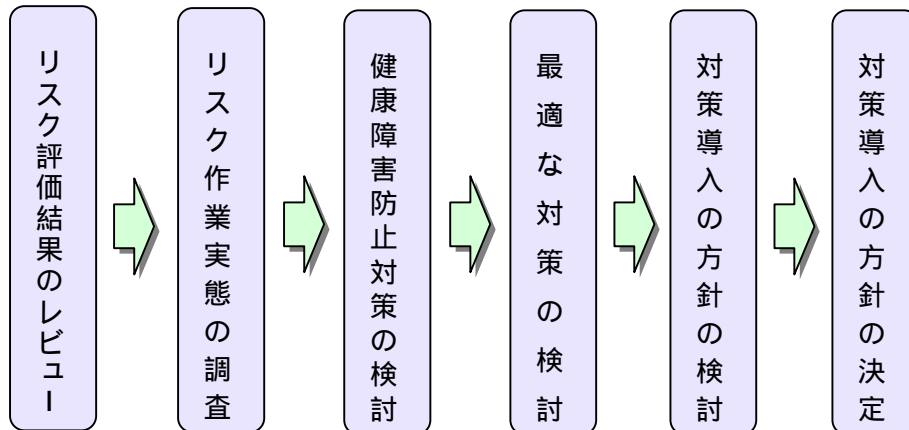 リスク評価結果のレビュー
リスク作業実態の調査
健康障害防止対策の検討
最適な対策の検討
対策導入の方針の検討
対策導入の方針の決定